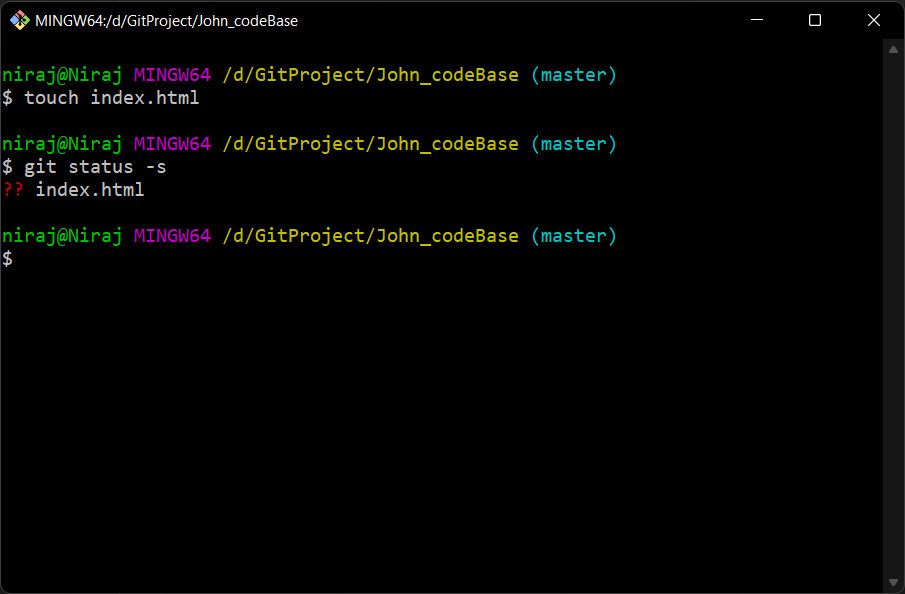 MINGW64:/d/GitProject/John_codeBase
niraj@Niraj MINGW64 /d/GitProject/John_codeBase (master)
$ touch index.html
niraj@Niraj MINGW64 /d/GitProject/John_codeBase (master)
$ git status -s
?? index.html
niraj@Niraj MINGW64 /d/GitProject/John_codeBase (master)
$